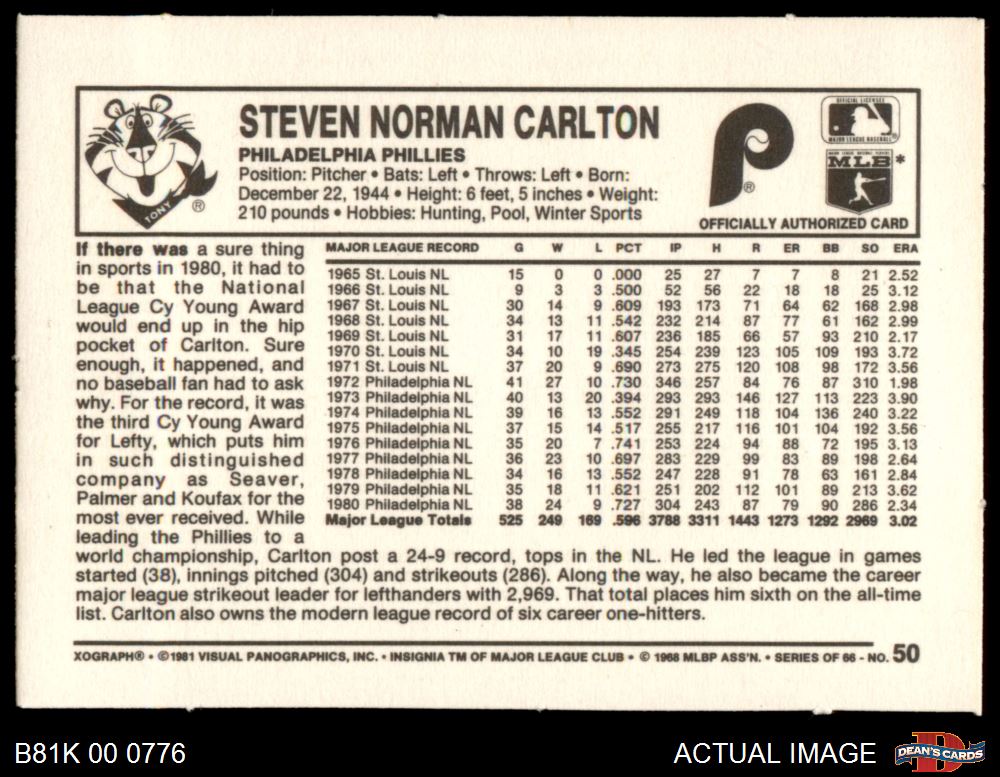 STEVEN NORMAN CARLTON
PHILADELPHIA PHILLIES
Position: Pitcher • Bats: Left • Throws: Left • Born:
December 22, 1944 • Height: 6 feet, 5 inches • Weight:
210 pounds • Hobbies: Hunting, Pool, Winter Sports
TONY
®
®
OFFICIAL LICENSEE
MAJOR LEAGUE BASEBALL
MLB *
OFFICIALLY AUTHORIZED CARD
If there was a sure thing
in sports in 1980, it had to
be that the National
League Cy Young Award
would end up in the hip
pocket of Carlton. Sure
enough, it happened, and
no baseball fan had to ask
why. For the record, it was
the third Cy Young Award
for Lefty, which puts him
in such distinguished
company as Seaver,
Palmer and Koufax for the
most ever received. While
leading the Phillies to a
world championship, Carlton post a 24-9 record, tops in the NL. He led the league in games
started (38), innings pitched (304) and strikeouts (286). Along the way, he also became the career
major league strikeout leader for lefthanders with 2,969. That total places him sixth on the all-time
list. Carlton also owns the modern league record of six career one-hitters.
MAJOR LEAGUE RECORD G W L PCT IP H R ER BB SO ERA
1965 St. Louis NL 15 0 0 .000 25 27 7 7 8 21 2.52
1966 St. Louis NL 9 3 3 .500 52 56 22 18 18 25 3.12
1967 St. Louis NL 30 14 9 .609 193 173 71 64 62 168 2.98
1968 St. Louis NL 34 13 11 .542 232 214 87 77 61 162 2.99
1969 St. Louis NL 31 17 11 .607 236 185 66 57 93 210 2.17
1970 St. Louis NL 34 10 19 .345 254 239 123 105 109 193 3.72
1971 St. Louis NL 37 20 9 .690 273 275 120 108 98 172 3.56
1972 Philadelphia NL 41 27 10 .730 346 257 84 76 87 310 1.98
1973 Philadelphia NL 40 13 20 .394 293 293 146 127 113 223 3.90
1974 Philadelphia NL 39 16 13 .552 291 249 118 104 136 240 3.22
1975 Philadelphia NL 37 15 14 .517 255 217 116 101 104 192 3.56
1976 Philadelphia NL 35 20 7 .741 253 224 94 88 72 195 3.13
1977 Philadelphia NL 36 23 10 .697 283 229 99 83 89 198 2.64
1978 Philadelphia NL 34 16 13 .552 247 228 91 78 63 161 2.84
1979 Philadelphia NL 35 18 11 .621 251 202 112 101 89 213 3.62
1980 Philadelphia NL 38 24 9 .727 304 243 87 79 90 286 2.34
Major League Totals 525 249 169 .596 3788 3311 1443 1273 1292 2969 3.02
XOGRAPH® • ©1981 VISUAL PANOGRAPHICS, INC. • INSIGNIA TM OF MAJOR LEAGUE CLUB • © 1968 MLBP ASS'N. • SERIES OF 66 - NO. 50
B81K 00 0776
ACTUAL IMAGE
DEAN'S CARDS